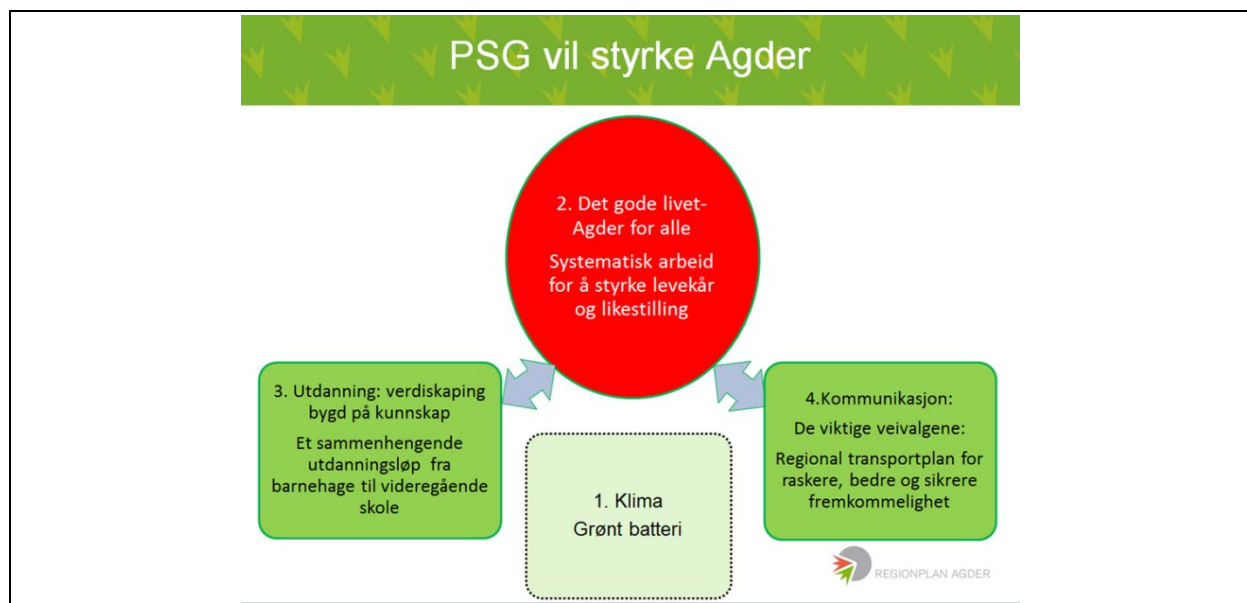 PSG vil styrke Agder
2. Det gode livet-
Agder for alle
Systematisk arbeid
for å styrke levekår
og likestilling
3. Utdanning: verdiskaping
bygd på kunnskap
Et sammenhengende
utdanningsløp fra
barnehage til videregående
skole
1. Klima
Grønt batteri
4.Kommunikasjon:
De viktige veivalgene:
Regional transportplan for
raskere, bedre og sikrere
fremkommelighet
REGIONPLAN AGDER